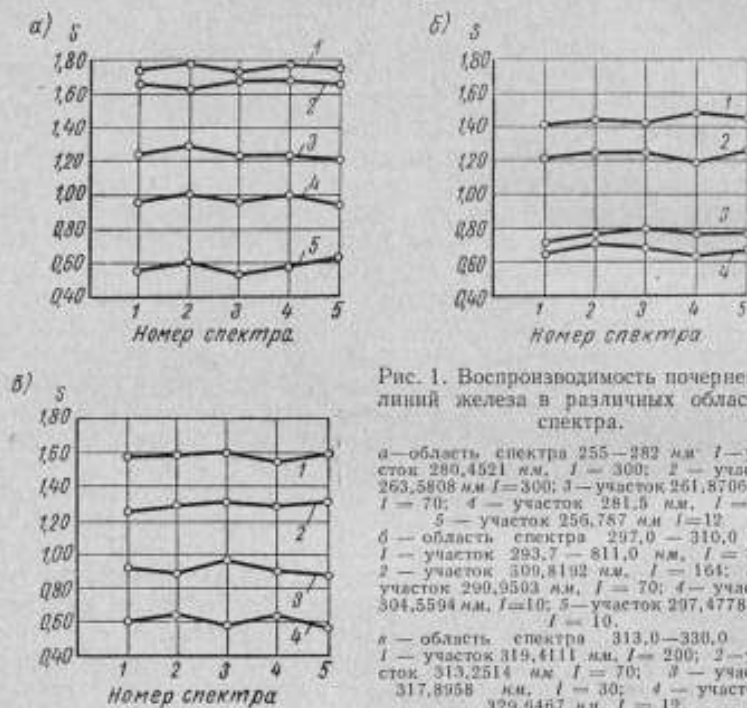 а) S
1,80
1,60
1,40
1,20
1,00
0,80
0,60
0,40
1
2
3
4
5
1 2 3 4 5
Номер спектра
б) S
1,80
1,60
1,40
1,20
1,00
0,80
0,60
0,40
1
2
3
4
1 2 3 4 5
Номер спектра
в) S
1,80
1,60
1,40
1,20
1,00
0,80
0,60
0,40
1
2
3
4
1 2 3 4 5
Номер спектра
Рис. 1. Воспроизводимость почерне
линий железа в различных облас
спектра.
а — область спектра 255—282 нм 1 — у
сток 280,4521 нм, I = 300; 2 — учас
263,5808 нм I=300; 3 — участок 261,8706
I = 70; 4 — участок 281,5 нм, I =
5 — участок 256,787 нм I=12
б — область спектра 297,0 — 310,0
1 — участок 293,7 — 811,0 нм, I =
2 — участок 309,8192 нм, I = 164;
участок 290,9503 нм, I = 70; 4 — учас
304,5594 нм, I=10; 5 — участок 297,4778
I = 10.
в — область спектра 313,0—330,0
1 — участок 319,4111 нм, I = 200; 2 — у
сток 313,2514 нм I = 70; 3 — учас
317,8958 нм, I = 30; 4 — участо
329,6467 нм I = 12